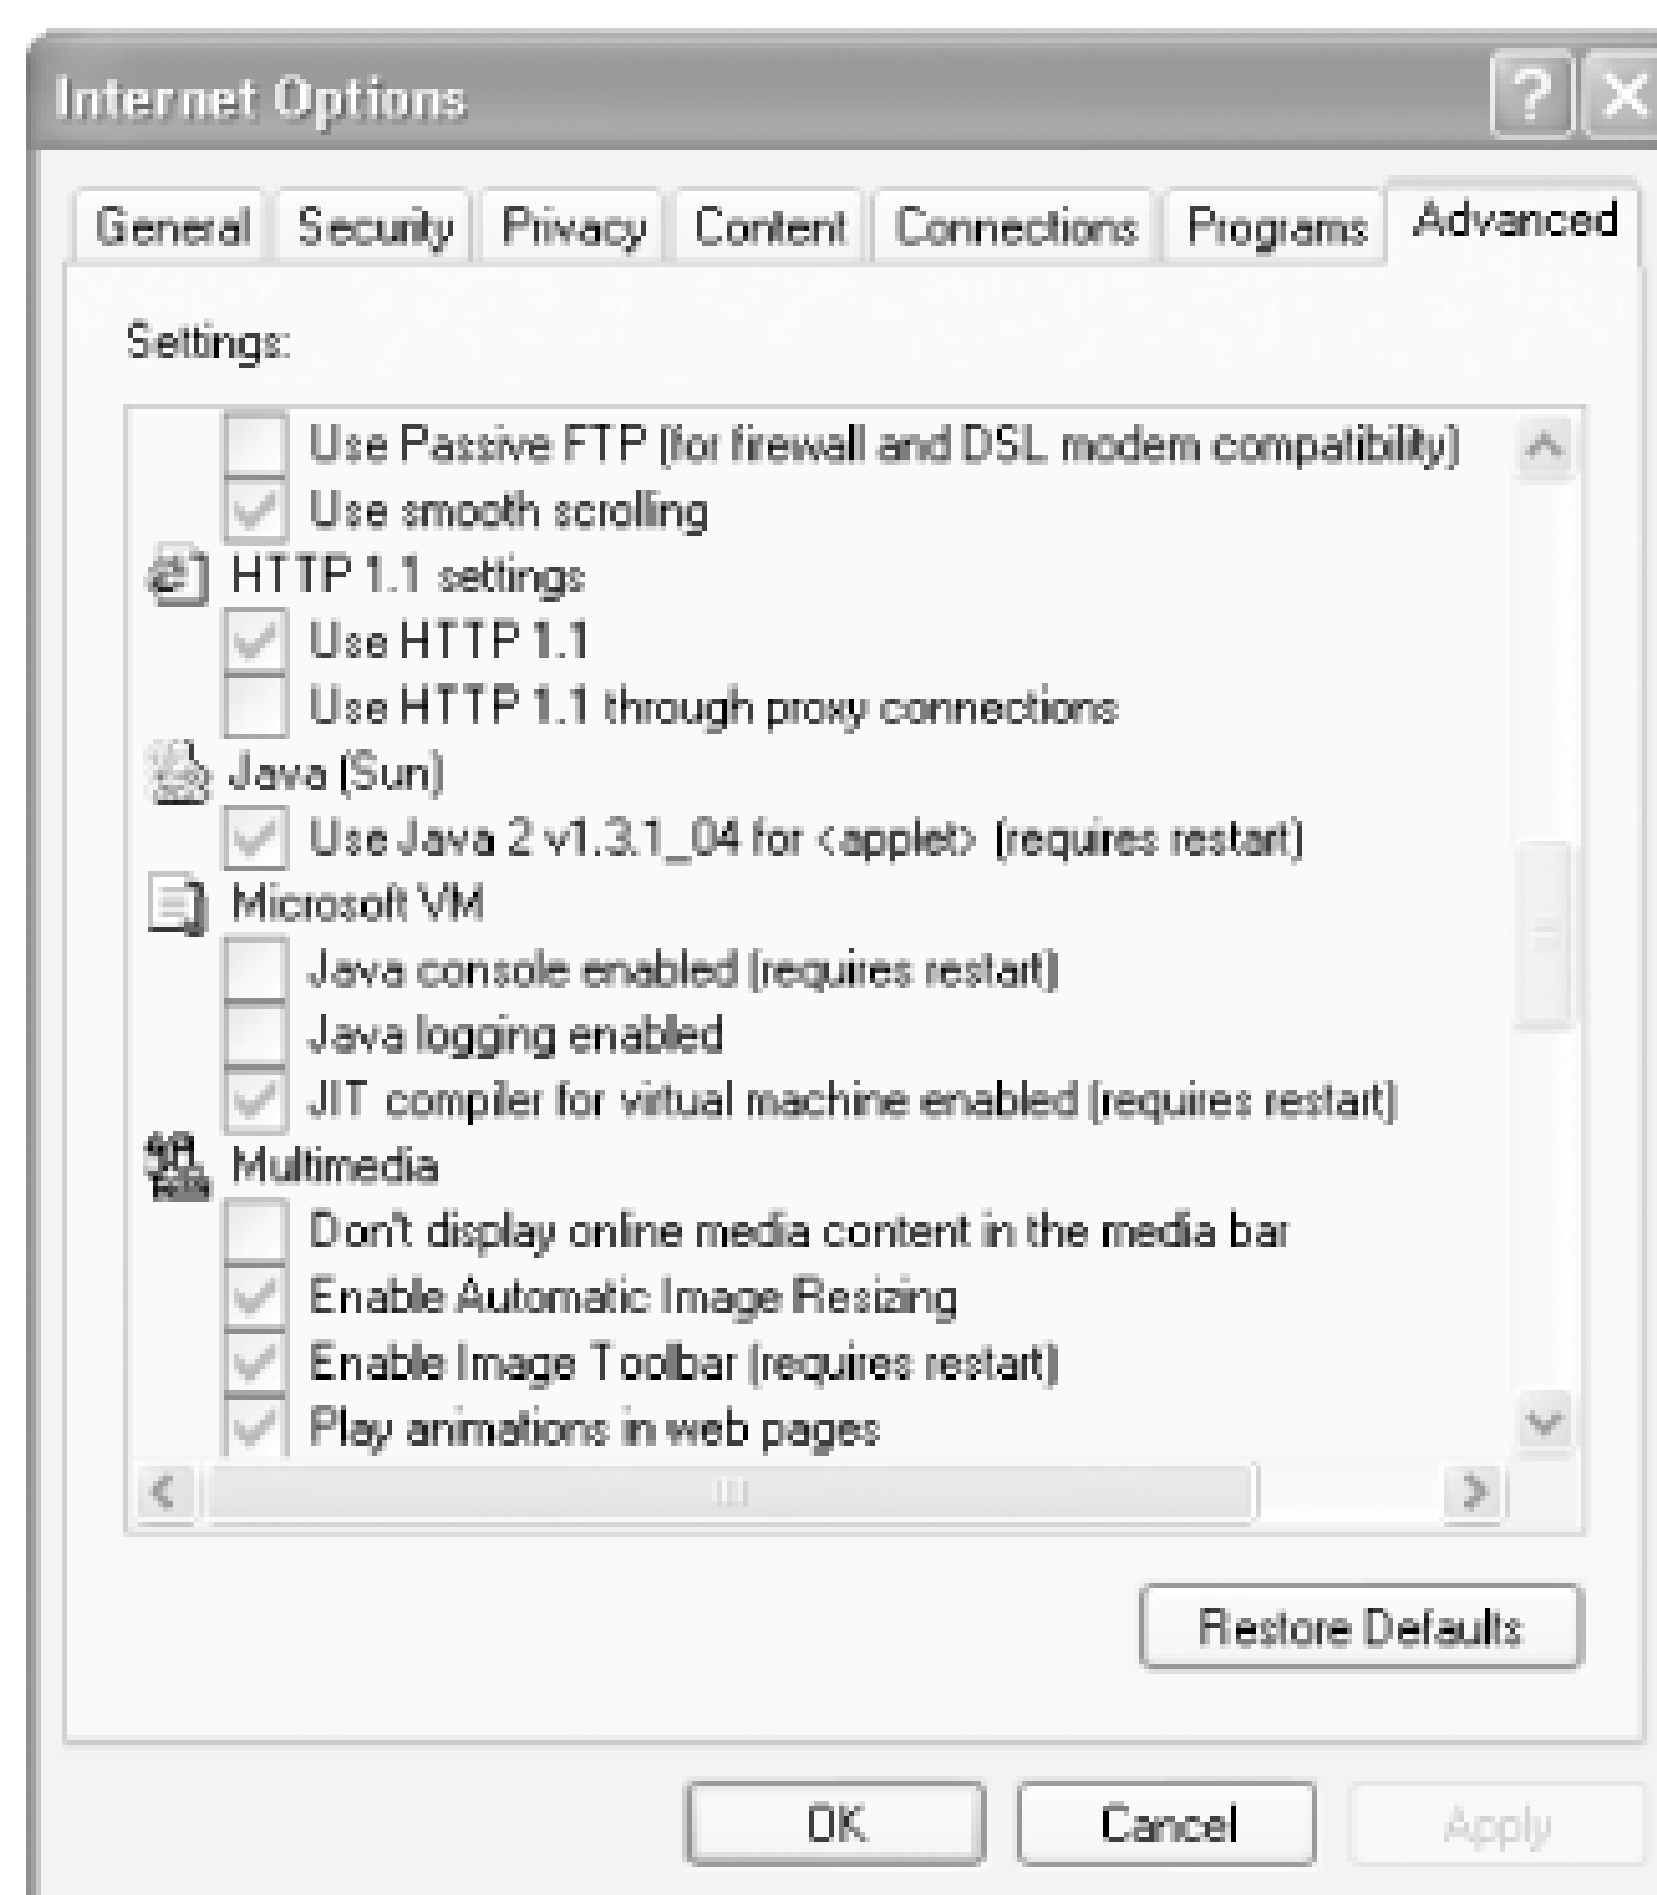 Internet Options
General Security Privacy Content Connections Programs Advanced
Settings:
Use Passive FTP (for firewall and DSL modem compatibility)
Use smooth scrolling
HTTP 1.1 settings
Use HTTP 1.1
Use HTTP 1.1 through proxy connections
Java (Sun)
Use Java 2 v1.3.1_04 for <applet> (requires restart)
Microsoft VM
Java console enabled (requires restart)
Java logging enabled
JIT compiler for virtual machine enabled (requires restart)
Multimedia
Don't display online media content in the media bar
Enable Automatic Image Resizing
Enable Image Toolbar (requires restart)
Play animations in web pages
Restore Defaults
OK Cancel Apply